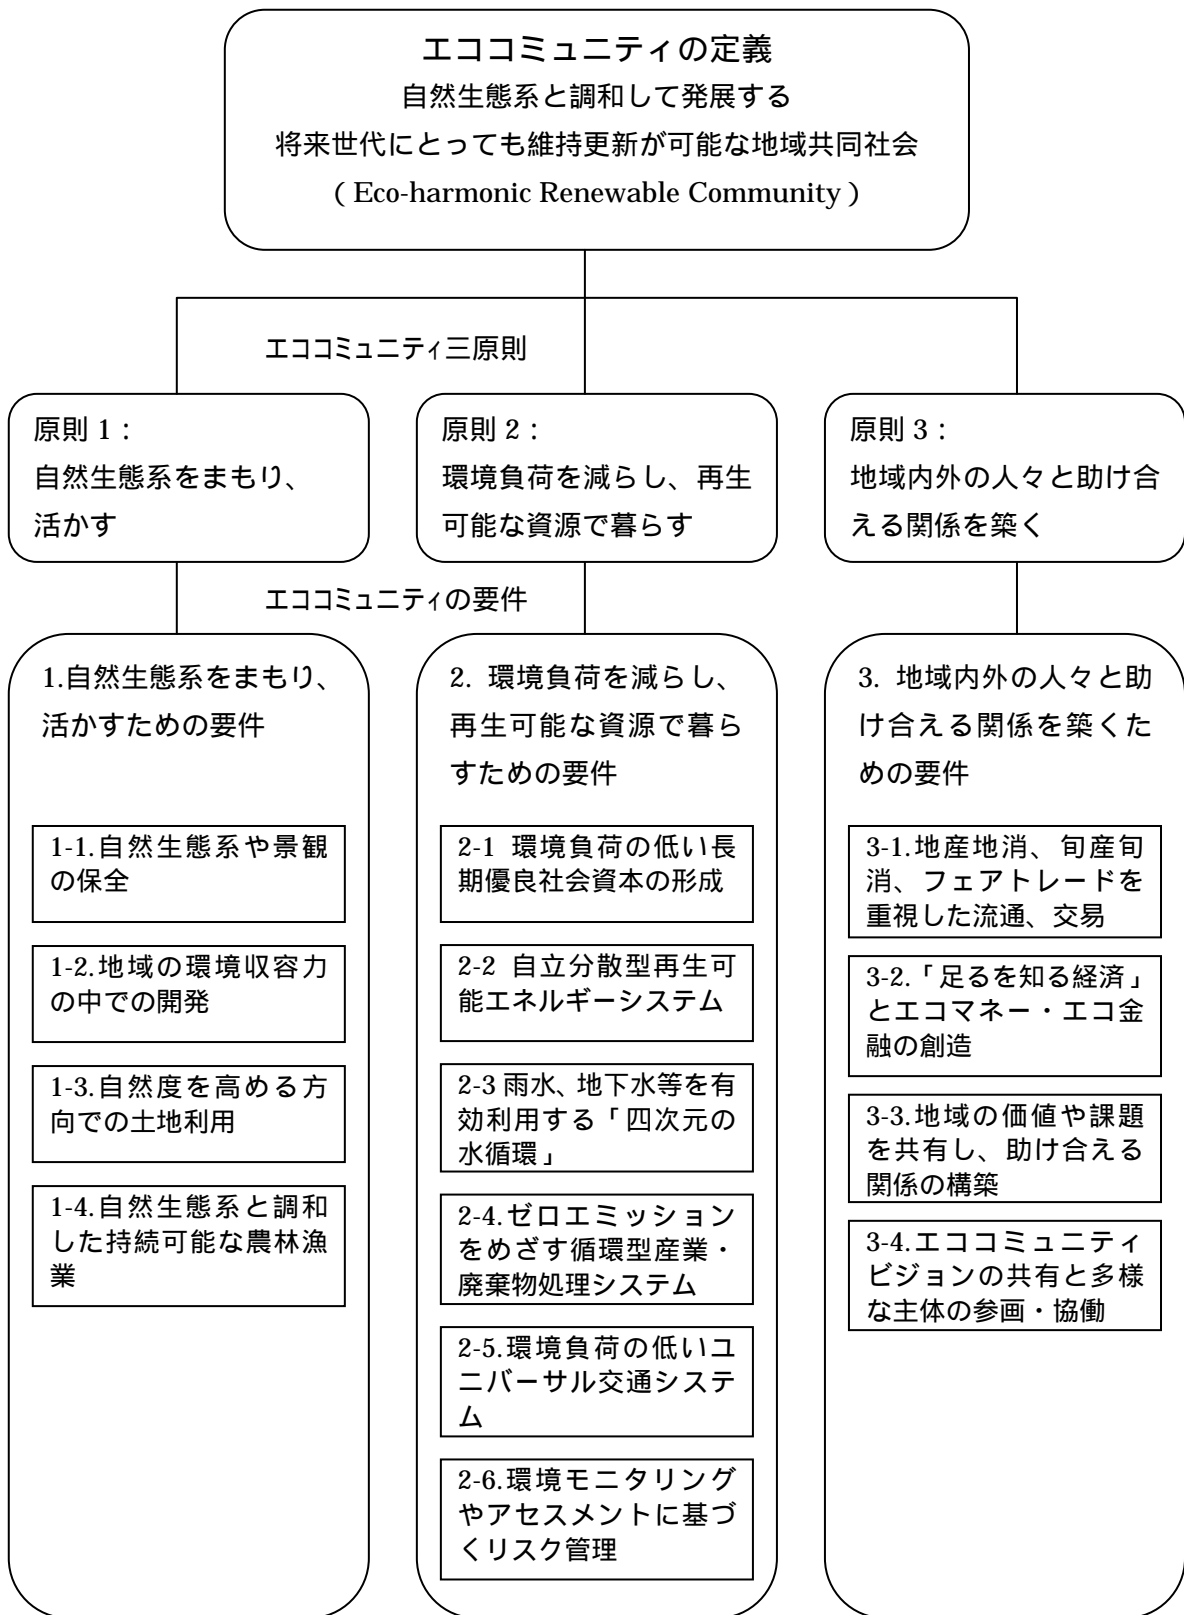 エココミュニティの定義
自然生態系と調和して発展する
将来世代にとっても維持更新が可能な地域共同社会
（Eco-harmonic Renewable Community）
エココミュニティ三原則
原則 1：
自然生態系をまもり、
活かす
原則 2：
環境負荷を減らし、再生
可能な資源で暮らす
原則 3：
地域内外の人々と助け合
える関係を築く
エココミュニティの要件
1.自然生態系をまもり、
活かすための要件
1-1.自然生態系や景観
の保全
1-2.地域の環境収容力
の中での開発
1-3.自然度を高める方
向での土地利用
1-4.自然生態系と調和
した持続可能な農林漁
業
2. 環境負荷を減らし、
再生可能な資源で暮ら
すための要件
2-1 環境負荷の低い長
期優良社会資本の形成
2-2 自立分散型再生可
能エネルギーシステム
2-3 雨水、地下水等を有
効利用する「四次元の
水循環」
2-4.ゼロエミッション
をめざす循環型産業・
廃棄物処理システム
2-5.環境負荷の低いユ
ニバーサル交通システ
ム
2-6.環境モニタリング
やアセスメントに基づ
くリスク管理
3. 地域内外の人々と助
け合える関係を築くた
めの要件
3-1.地産地消、旬産旬
消、フェアトレードを
重視した流通、交易
3-2.「足るを知る経済」
とエコマネー・エコ金
融の創造
3-3.地域の価値や課題
を共有し、助け合える
関係の構築
3-4.エココミュニティ
ビジョンの共有と多様
な主体の参画・協働